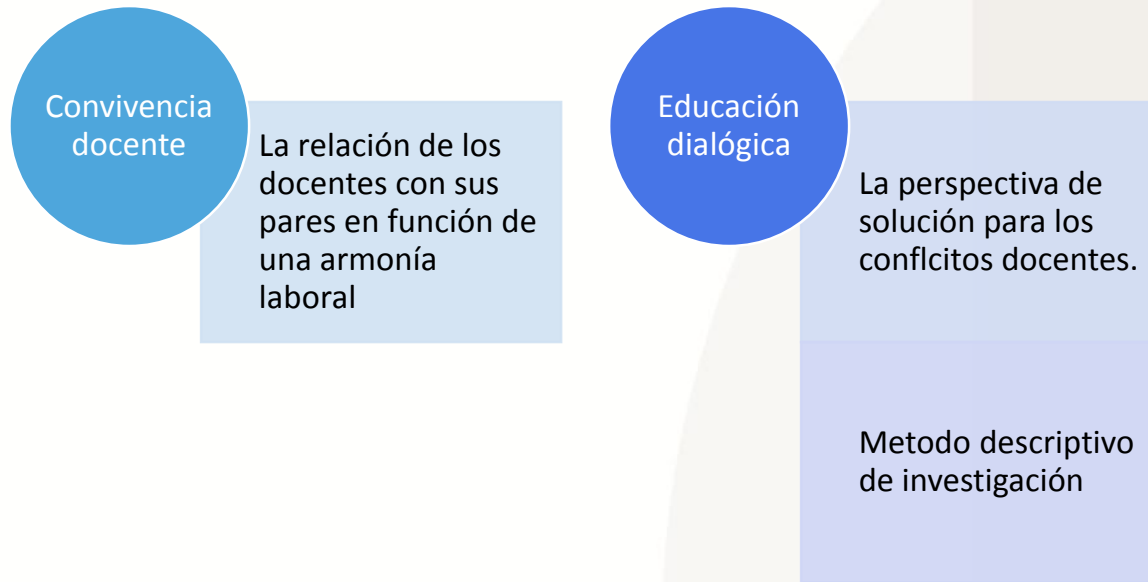 Convivencia
docente
La relación de los
docentes con sus
pares en función de
una armonía
laboral
Educación
dialógica
La perspectiva de
solución para los
conflcitos docentes.
Metodo descriptivo
de investigación